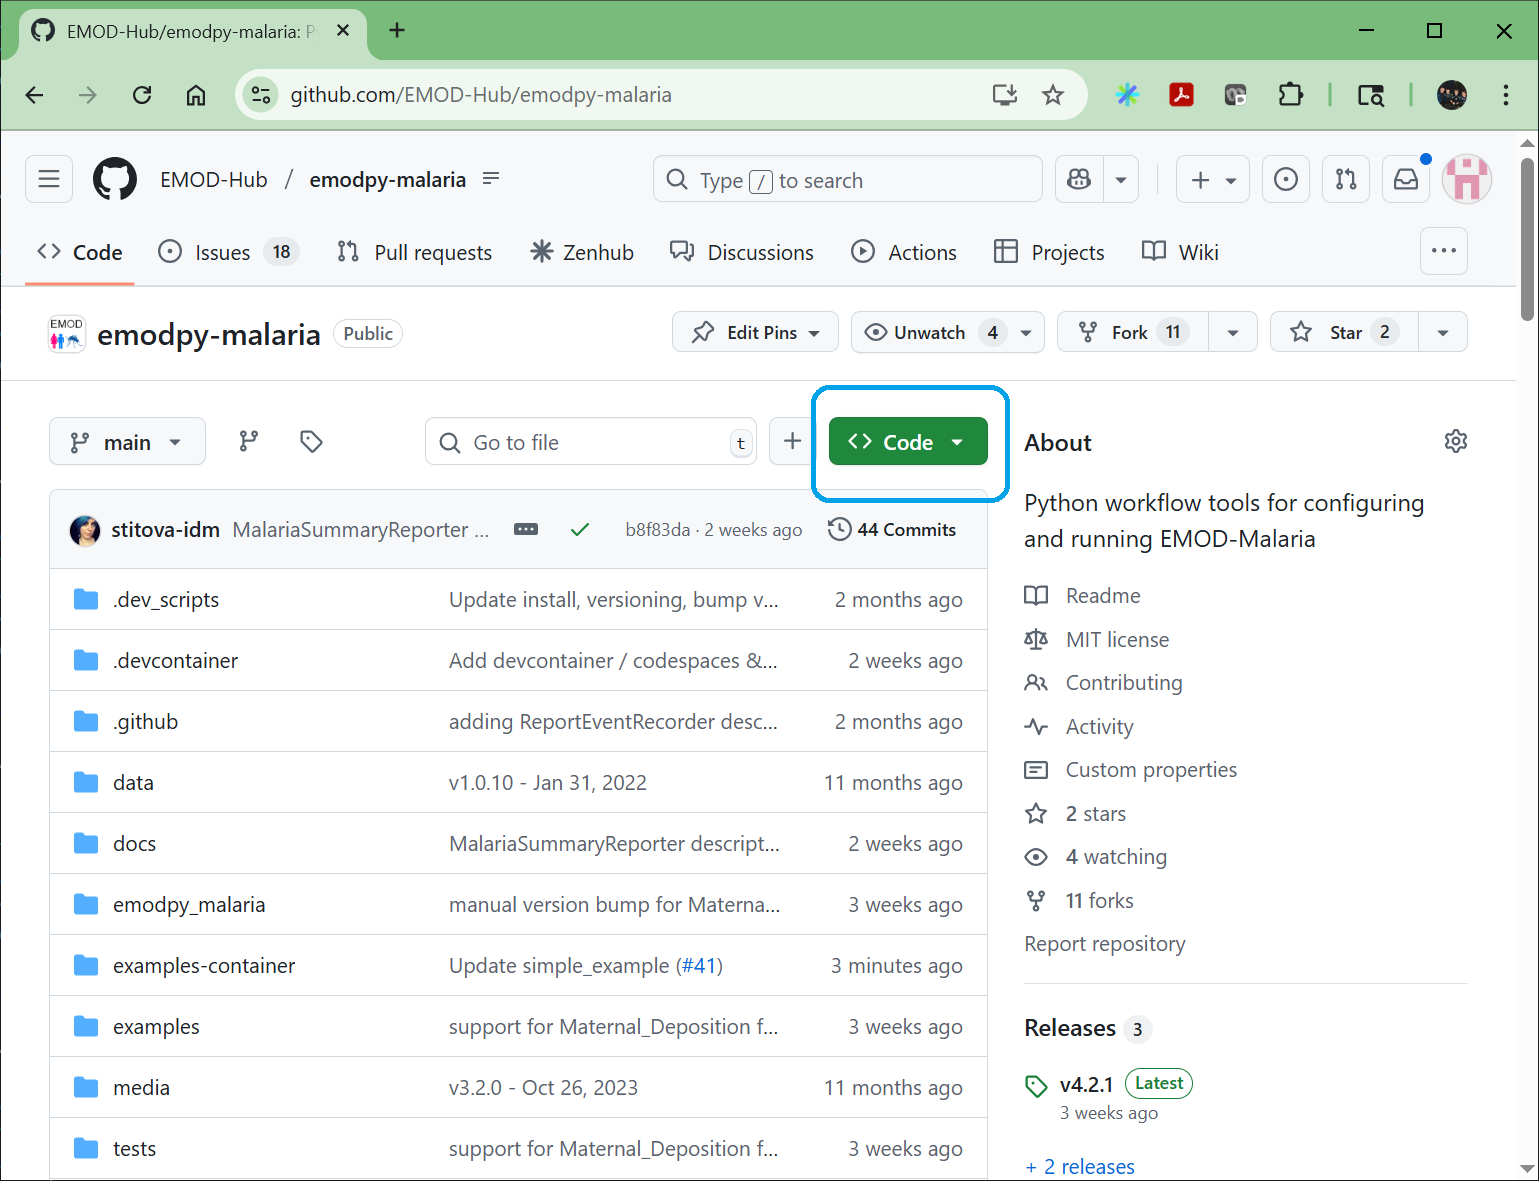 EMOD-Hub/emodpy-malaria: P
github.com/EMOD-Hub/emodpy-malaria
EMOD-Hub / emodpy-malaria
Type / to search
Code
Issues 18
Pull requests
Zenhub
Discussions
Actions
Projects
Wiki
EMOD
emodpy-malaria Public
Edit Pins
Unwatch 4
Fork 11
Star 2
main
Go to file t
Code
stitova-idm MalariaSummaryReporter ... b8f83da · 2 weeks ago 44 Commits
.dev_scripts Update install, versioning, bump v... 2 months ago
.devcontainer Add devcontainer / codespaces &... 2 weeks ago
.github adding ReportEventRecorder desc... 2 months ago
data v1.0.10 - Jan 31, 2022 11 months ago
docs MalariaSummaryReporter descript... 2 weeks ago
emodpy_malaria manual version bump for Materna... 3 weeks ago
examples-container Update simple_example (#41) 3 minutes ago
examples support for Maternal_Deposition f... 3 weeks ago
media v3.2.0 - Oct 26, 2023 11 months ago
tests support for Maternal_Deposition f... 3 weeks ago
About
Python workflow tools for configuring
and running EMOD-Malaria
Readme
MIT license
Contributing
Activity
Custom properties
2 stars
4 watching
11 forks
Report repository
Releases 3
v4.2.1 Latest
3 weeks ago
+ 2 releases